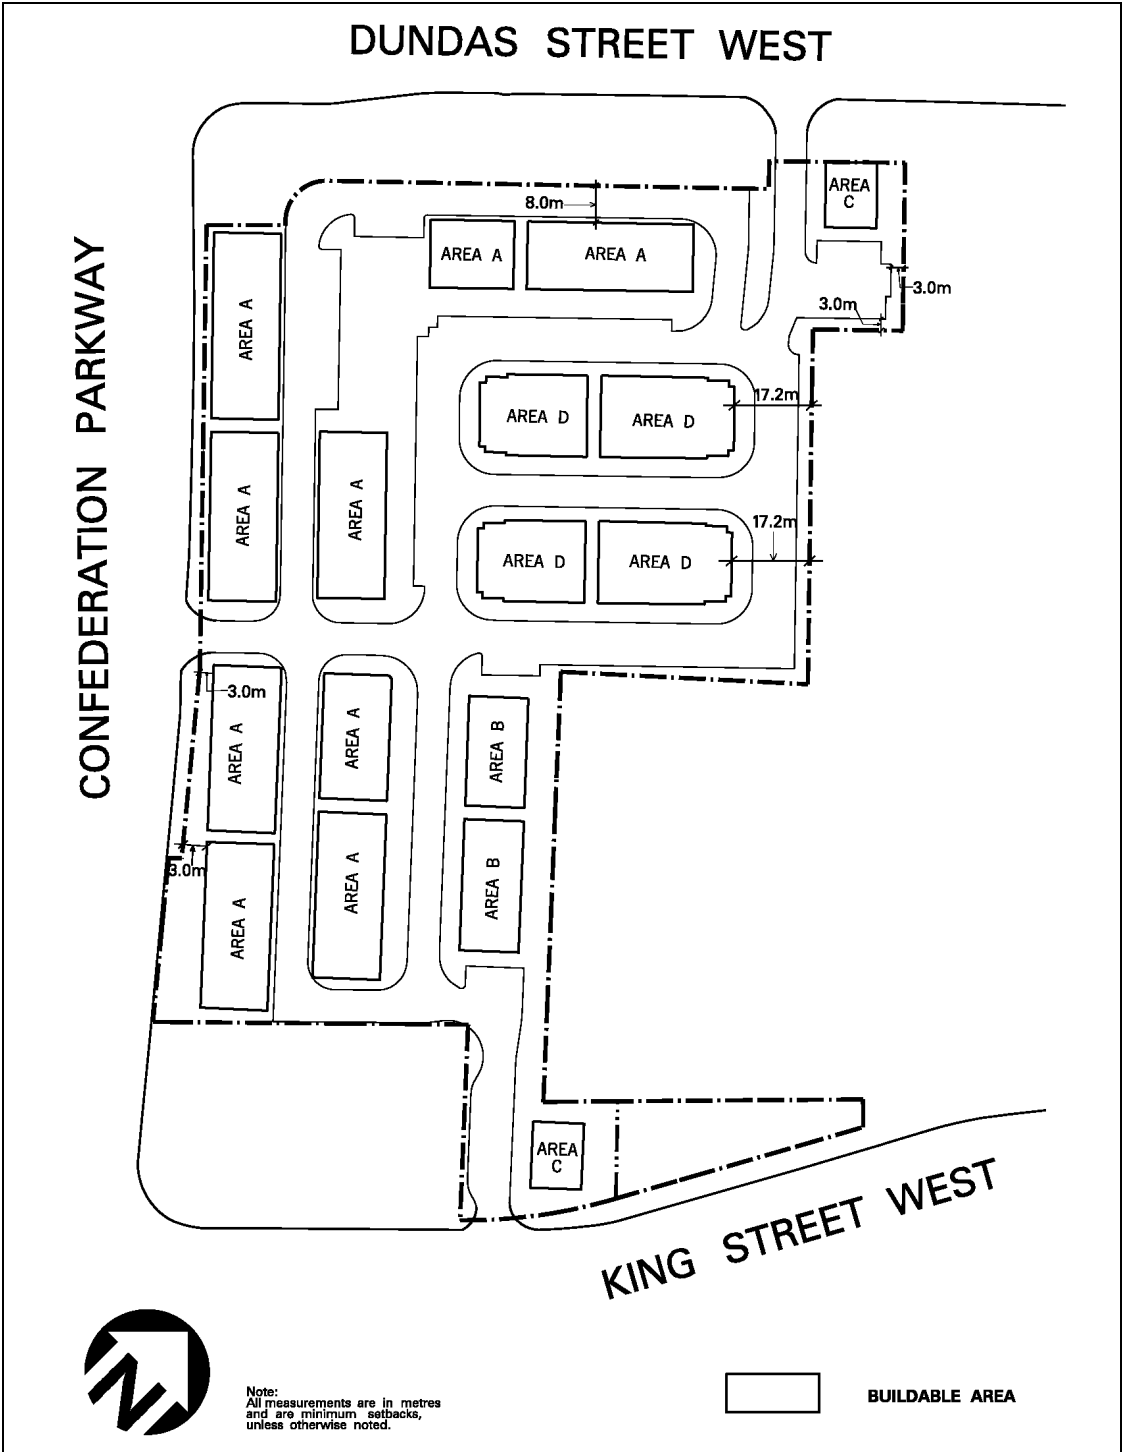 DUNDAS STREET WEST
AREA
C
8.0m
AREA A
AREA A
3.0m
3.0m
AREA A
CONFEDERATION PARKWAY
17.2m
AREA D
AREA D
AREA A
AREA A
17.2m
AREA D
AREA D
3.0m
AREA A
AREA A
AREA B
3.0m
AREA A
AREA A
AREA B
AREA
C
KING STREET WEST
N
Note:
All measurements are in metres
and are minimum setbacks,
unless otherwise noted.
BUILDABLE AREA